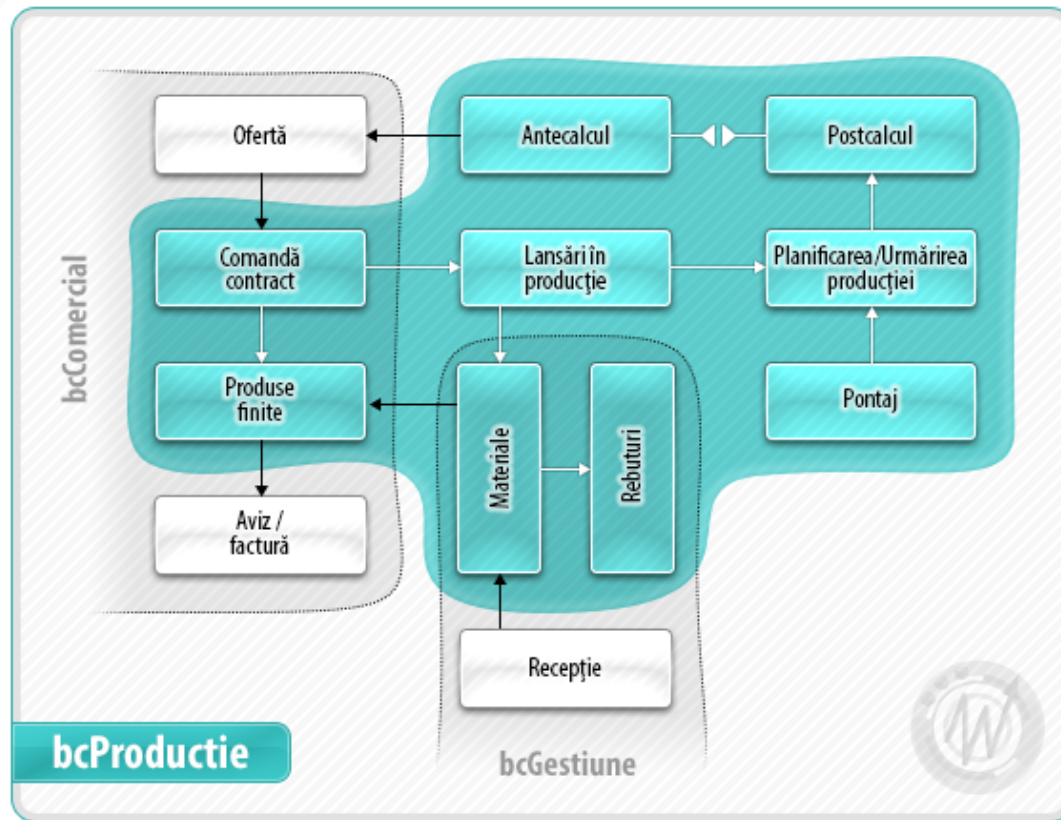 Ofertă
Antecalcul
Postcalcul
Comandă
contract
Lansări în
producţie
Planificarea/Urmărirea
producţiei
bcComercial
Produse
finite
Materiale
Rebuturi
Pontaj
Aviz /
factură
Recepţie
bcProductie
bcGestiune